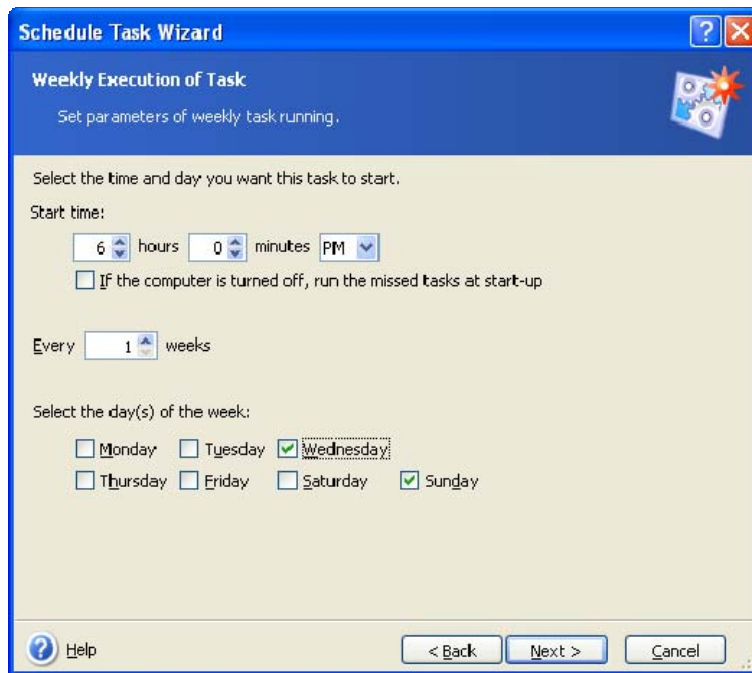 Schedule Task Wizard
Weekly Execution of Task
Set parameters of weekly task running.
Select the time and day you want this task to start.
Start time:
6 hours 0 minutes PM
If the computer is turned off, run the missed tasks at start-up
Every 1 weeks
Select the day(s) of the week:
Monday Tuesday Wednesday
Thursday Friday Saturday Sunday
? Help < Back Next > Cancel